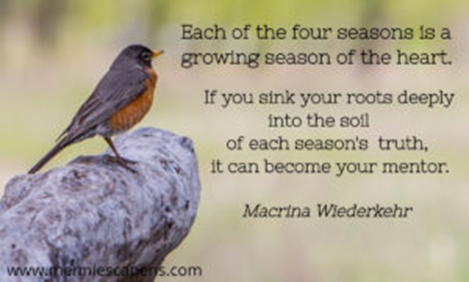 Each of the four seasons is a
growing season of the heart.
If you sink your roots deeply
into the soil
of each season's truth,
it can become your mentor.
Macrina Wiederkehr